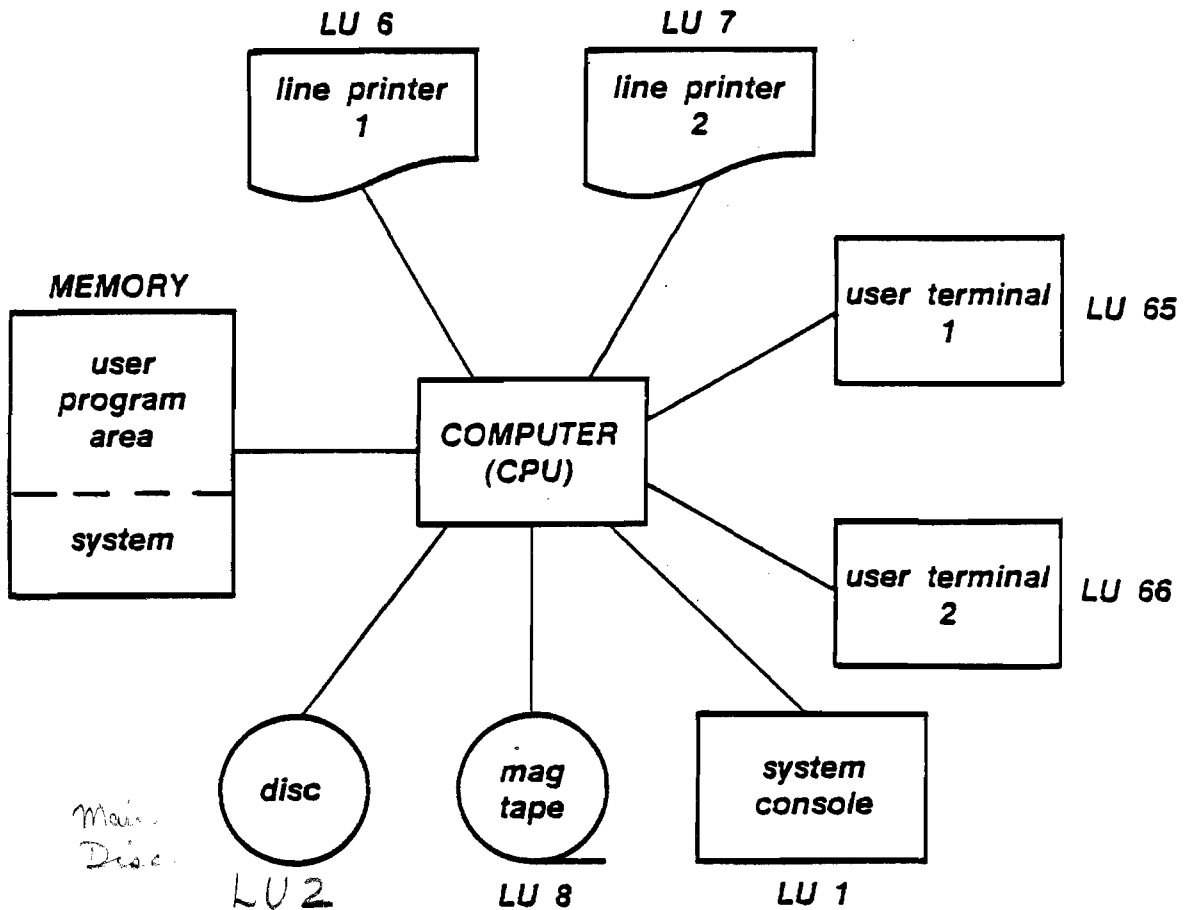 LU 6
LU 7
line printer
1
line printer
2
MEMORY
user
program
area
system
COMPUTER
(CPU)
user terminal
1
LU 65
user terminal
2
LU 66
disc
mag
tape
system
console
Main
Disc
LU 2
LU 8
LU 1